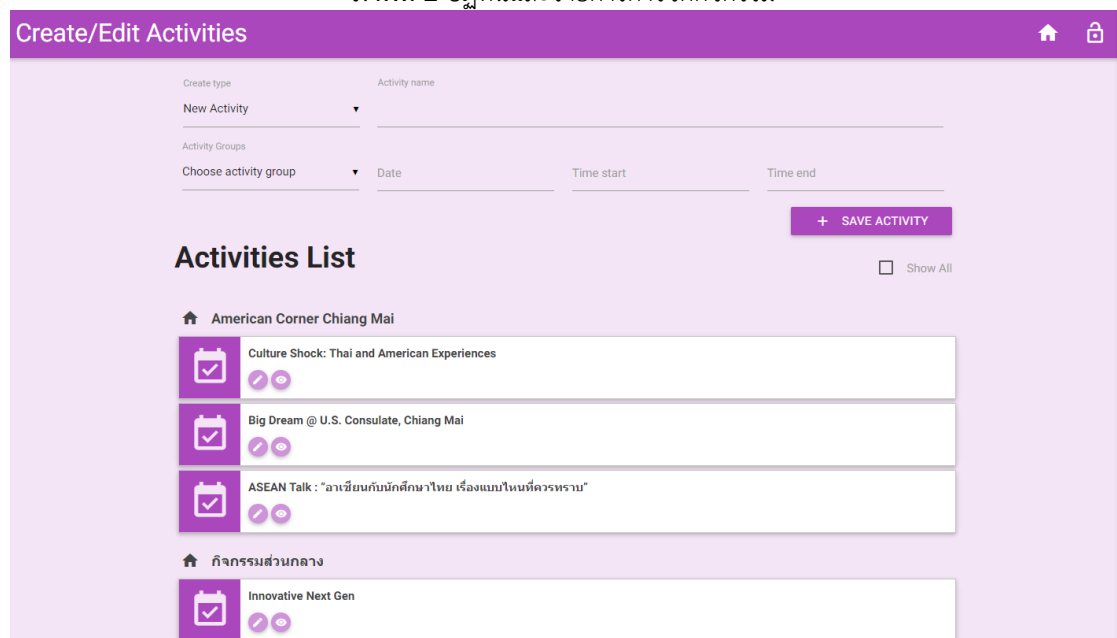 Create/Edit Activities
Create type
Activity name
New Activity
Activity Groups
Choose activity group
Date
Time start
Time end
+ SAVE ACTIVITY
Activities List
Show All
American Corner Chiang Mai
Culture Shock: Thai and American Experiences
Big Dream @ U.S. Consulate, Chiang Mai
ASEAN Talk : "อาเซียนกับนักศึกษาไทย เรื่องแบบไหนที่ควรทราบ"
กิจกรรมส่วนกลาง
Innovative Next Gen